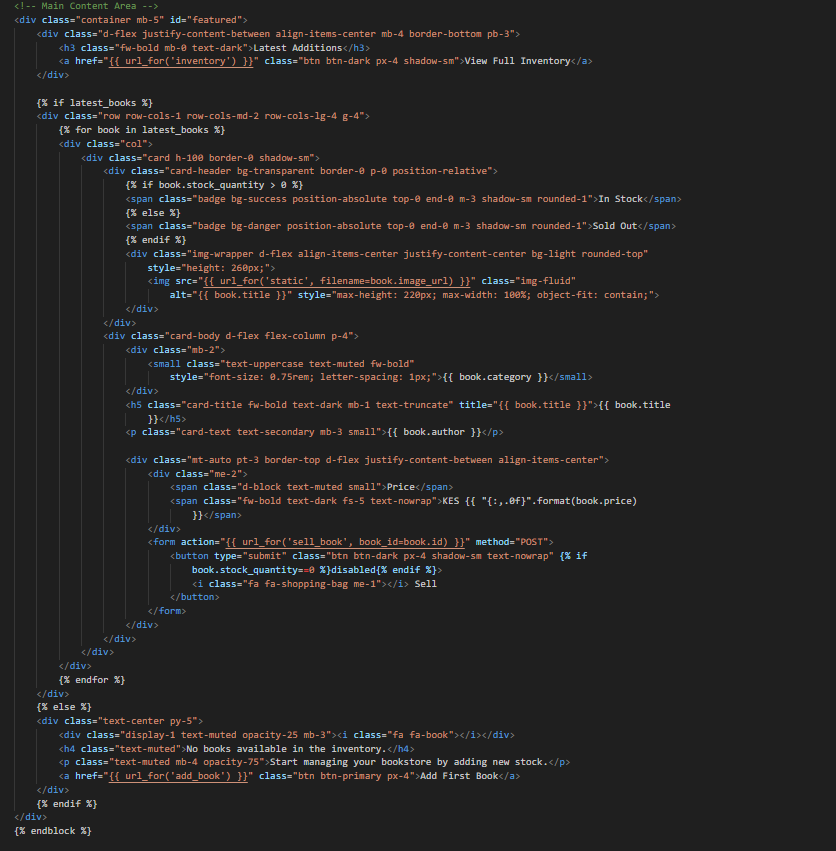 <!-- Main Content Area -->
<div class="container mb-5" id="featured">
<div class="d-flex justify-content-between align-items-center mb-4 border-bottom pb-3">
<h3 class="fw-bold mb-0 text-dark">Latest Additions</h3>
<a href="{{ url_for('inventory') }}" class="btn btn-dark px-4 shadow-sm">View Full Inventory</a>
</div>
{% if latest_books %}
<div class="row row-cols-1 row-cols-md-2 row-cols-lg-4 g-4">
{% for book in latest_books %}
<div class="col">
<div class="card h-100 border-0 shadow-sm">
<div class="card-header bg-transparent border-0 p-0 position-relative">
{% if book.stock_quantity > 0 %}
<span class="badge bg-success position-absolute top-0 end-0 m-3 shadow-sm rounded-1">In Stock</span>
{% else %}
<span class="badge bg-danger position-absolute top-0 end-0 m-3 shadow-sm rounded-1">Sold Out</span>
{% endif %}
<div class="img-wrapper d-flex align-items-center justify-content-center bg-light rounded-top"
style="height: 260px;">
<img src="{{ url_for('static', filename=book.image_url) }}" class="img-fluid"
alt="{{ book.title }}" style="max-height: 220px; max-width: 100%; object-fit: contain;">
</div>
</div>
<div class="card-body d-flex flex-column p-4">
<div class="mb-2">
<small class="text-uppercase text-muted fw-bold"
style="font-size: 0.75rem; letter-spacing: 1px;">{{ book.category }}</small>
</div>
<h5 class="card-title fw-bold text-dark mb-1 text-truncate" title="{{ book.title }}">{{ book.title
}}</h5>
<p class="card-text text-secondary mb-3 small">{{ book.author }}</p>
<div class="mt-auto pt-3 border-top d-flex justify-content-between align-items-center">
<div class="me-2">
<span class="d-block text-muted small">Price</span>
<span class="fw-bold text-dark fs-5 text-nowrap">KES {{ "{:,.0f}".format(book.price)
}}</span>
</div>
<form action="{{ url_for('sell_book', book_id=book.id) }}" method="POST">
<button type="submit" class="btn btn-dark px-4 shadow-sm text-nowrap" {% if
book.stock_quantity==0 %}disabled{% endif %}>
<i class="fa fa-shopping-bag me-1"></i> Sell
</button>
</form>
</div>
</div>
</div>
</div>
{% endfor %}
</div>
{% else %}
<div class="text-center py-5">
<div class="display-1 text-muted opacity-25 mb-3"><i class="fa fa-book"></i></div>
<h4 class="text-muted">No books available in the inventory.</h4>
<p class="text-muted mb-4 opacity-75">Start managing your bookstore by adding new stock.</p>
<a href="{{ url_for('add_book') }}" class="btn btn-primary px-4">Add First Book</a>
</div>
{% endif %}
</div>
{% endblock %}